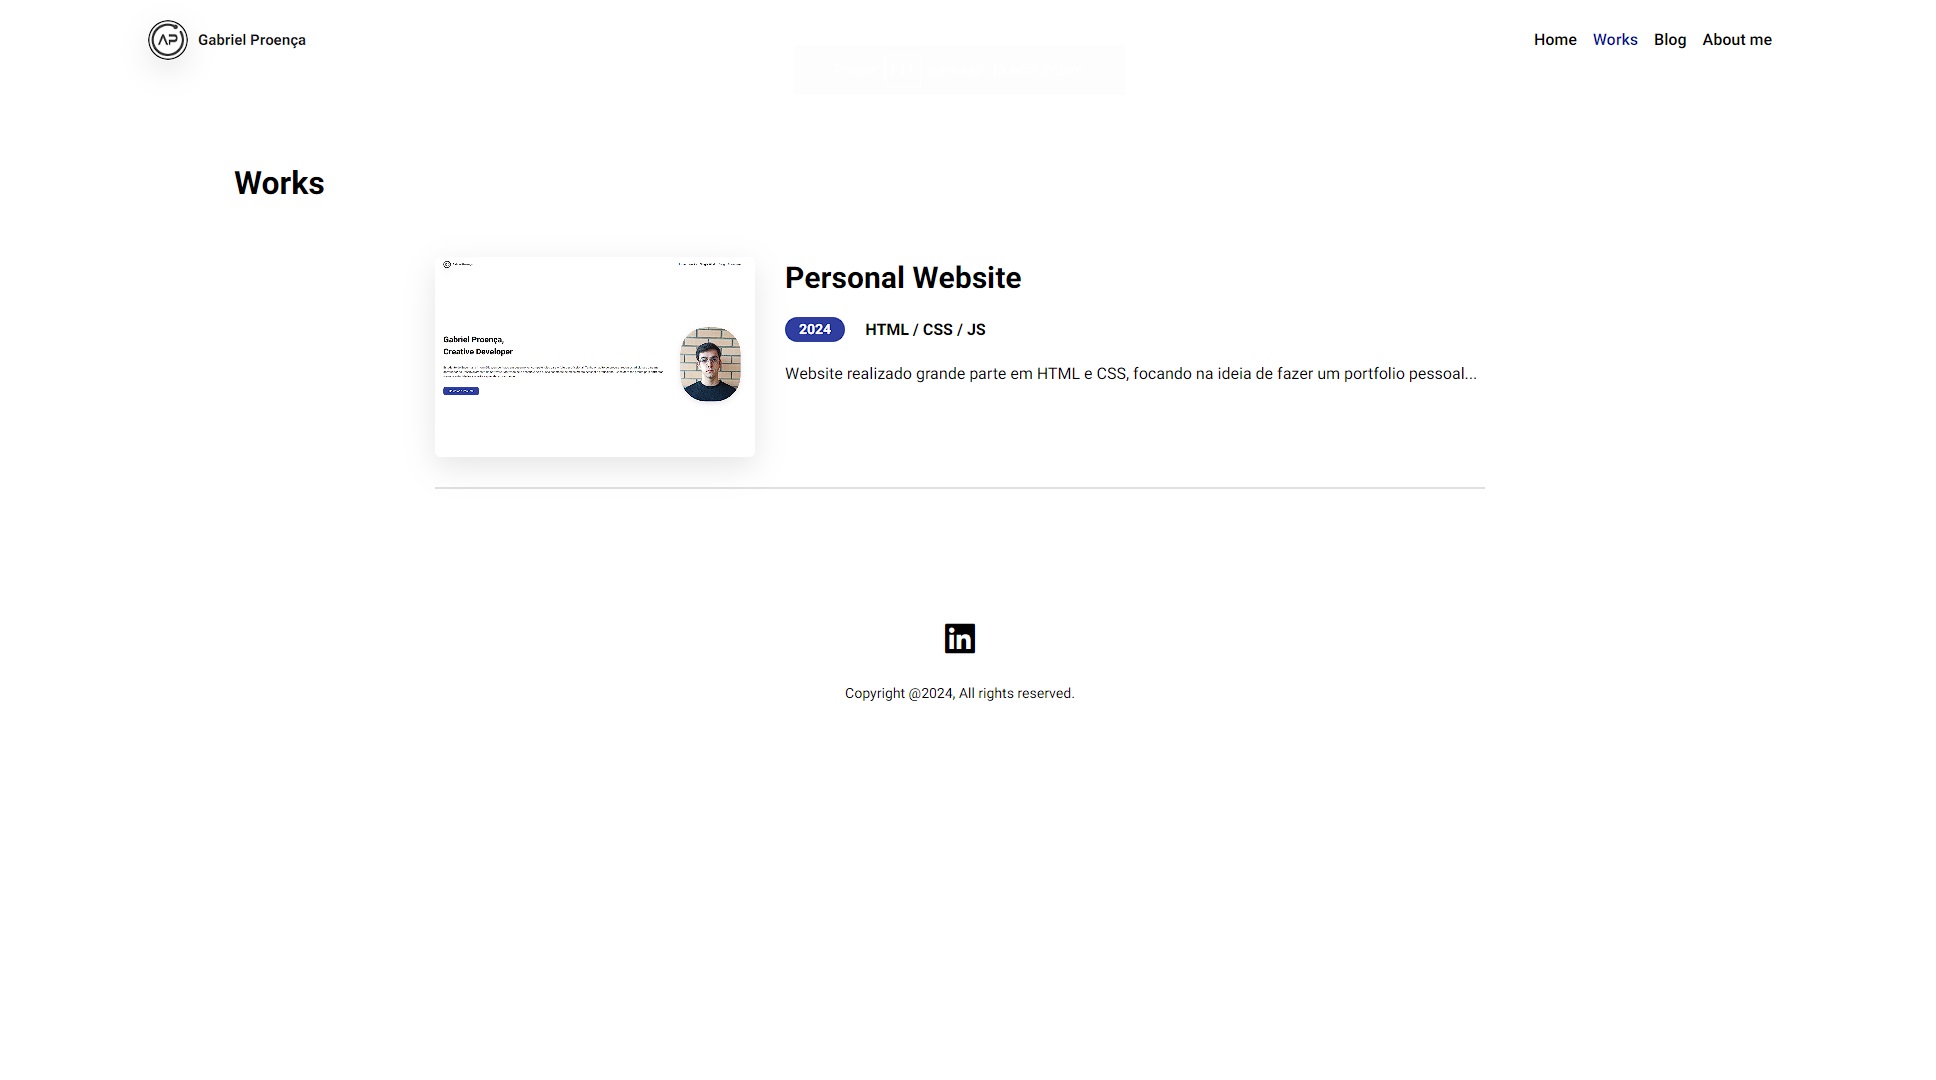 AP
Gabriel Proença
Home Works Blog About me
Works
Gabriel Proença,
Creative Developer
Personal Website
2024 HTML / CSS / JS
Website realizado grande parte em HTML e CSS, focando na ideia de fazer um portfolio pessoal...
in
Copyright @2024, All rights reserved.